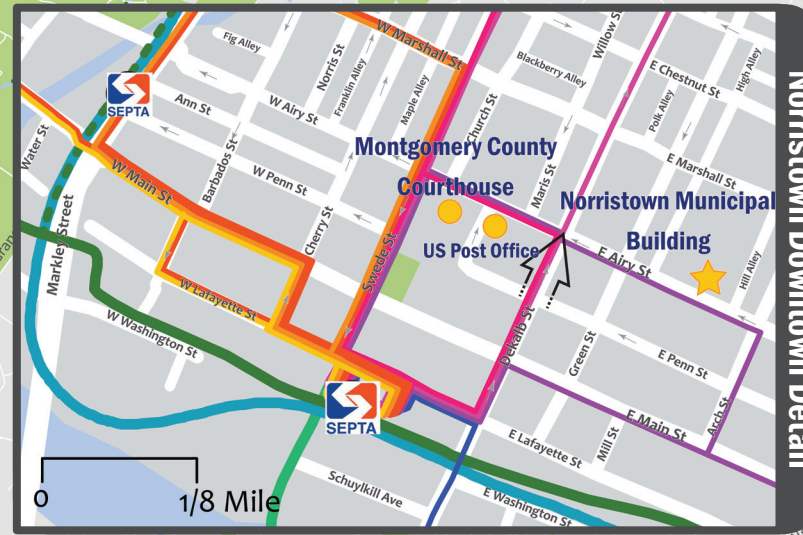 Norristown Downtown Detail
Fig Alley
Norris St
Franklin Alley
Maple Alley
W Marshall St
Willow St
Blackberry Alley
E Chestnut St
High Alley
SEPTA
Ann St
W Airy St
Church St
Polk Alley
Water St
Barbados St
W Penn St
Montgomery County
Courthouse
E Marshall St
W Main St
Maris St
Norristown Municipal
Building
Cherry St
US Post Office
Markley Street
Swede St
E Airy St
Hill Alley
W Lafayette St
W Washington St
Dekalb St
Green St
E Penn St
SEPTA
E Main St
Arch St
Mill St
E Lafayette St
Schuylkill Ave
E Washington St
0
1/8 Mile